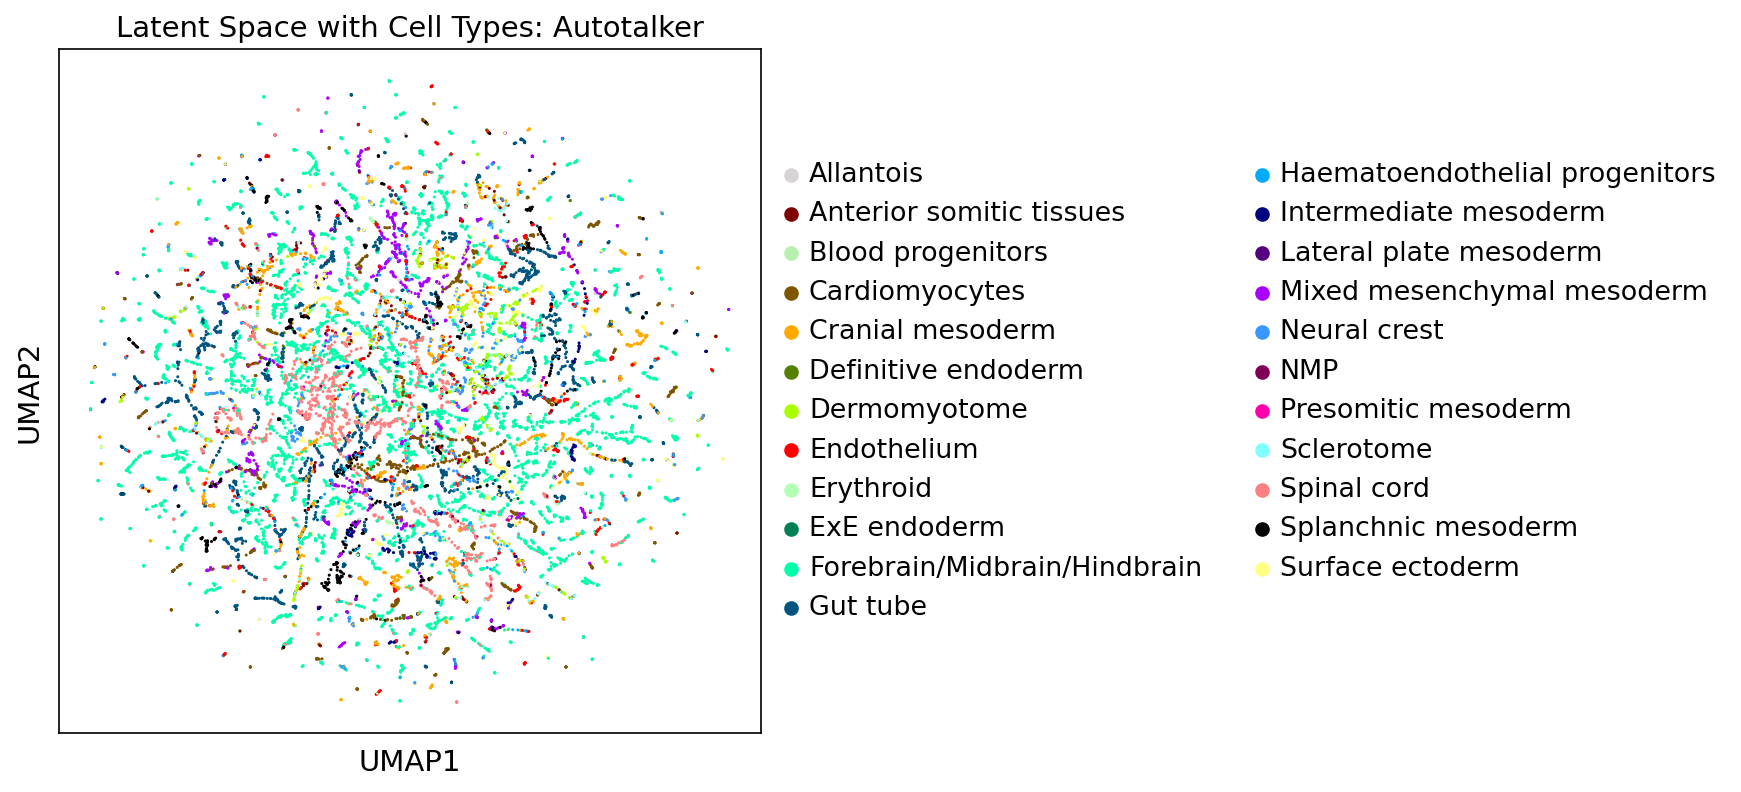 Latent Space with Cell Types: Autotalker
UMAP2
UMAP1
Allantois
Anterior somitic tissues
Blood progenitors
Cardiomyocytes
Cranial mesoderm
Definitive endoderm
Dermomyotome
Endothelium
Erythroid
ExE endoderm
Forebrain/Midbrain/Hindbrain
Gut tube
Haematoendothelial progenitors
Intermediate mesoderm
Lateral plate mesoderm
Mixed mesenchymal mesoderm
Neural crest
NMP
Presomitic mesoderm
Sclerotome
Spinal cord
Splanchnic mesoderm
Surface ectoderm